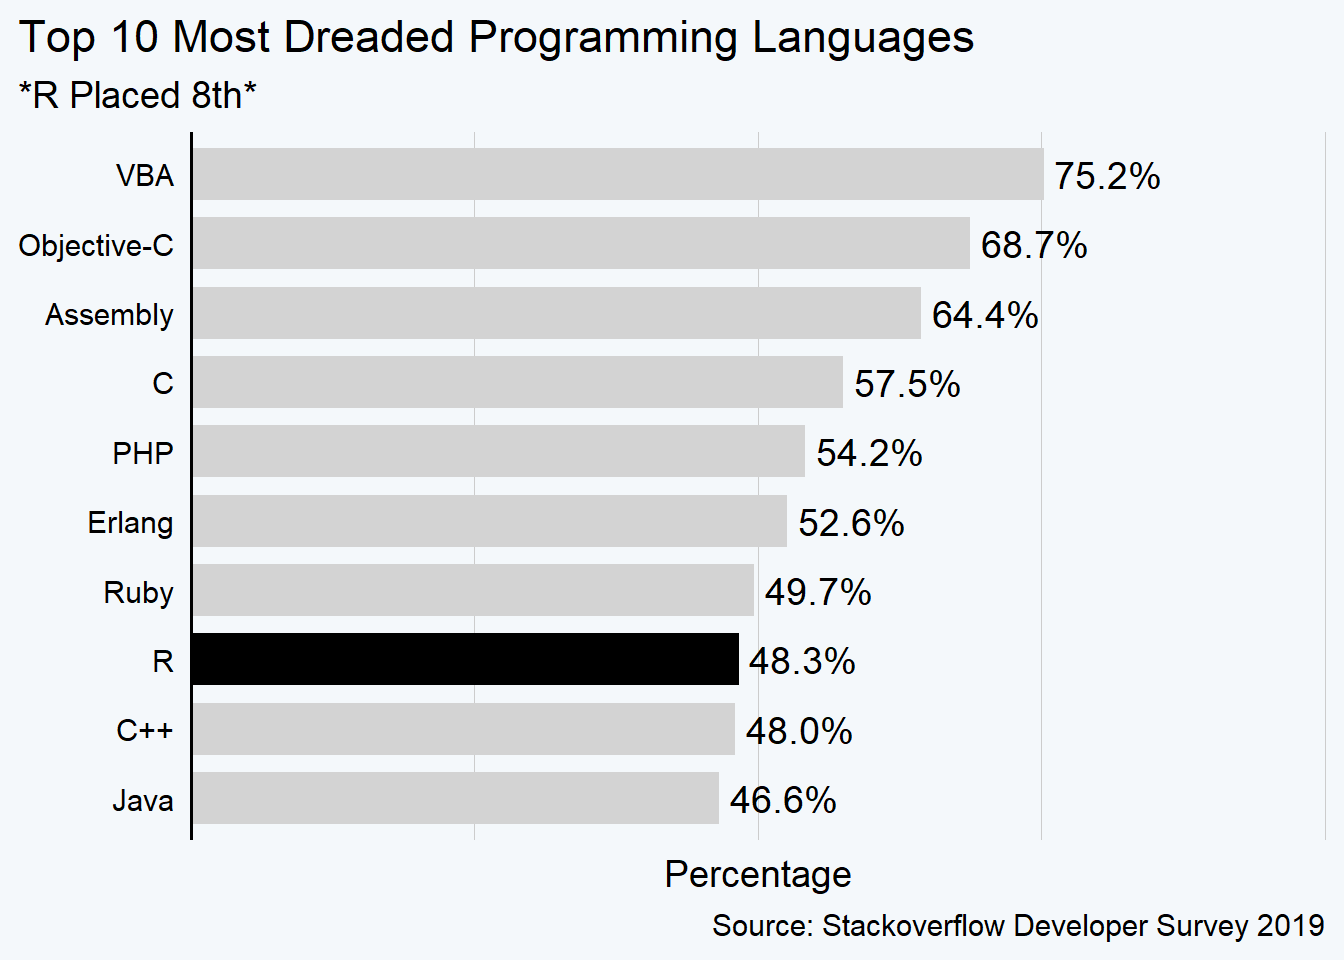 Top 10 Most Dreaded Programming Languages
*R Placed 8th*
VBA 75.2%
Objective-C 68.7%
Assembly 64.4%
C 57.5%
PHP 54.2%
Erlang 52.6%
Ruby 49.7%
R 48.3%
C++ 48.0%
Java 46.6%
Percentage
Source: Stackoverflow Developer Survey 2019